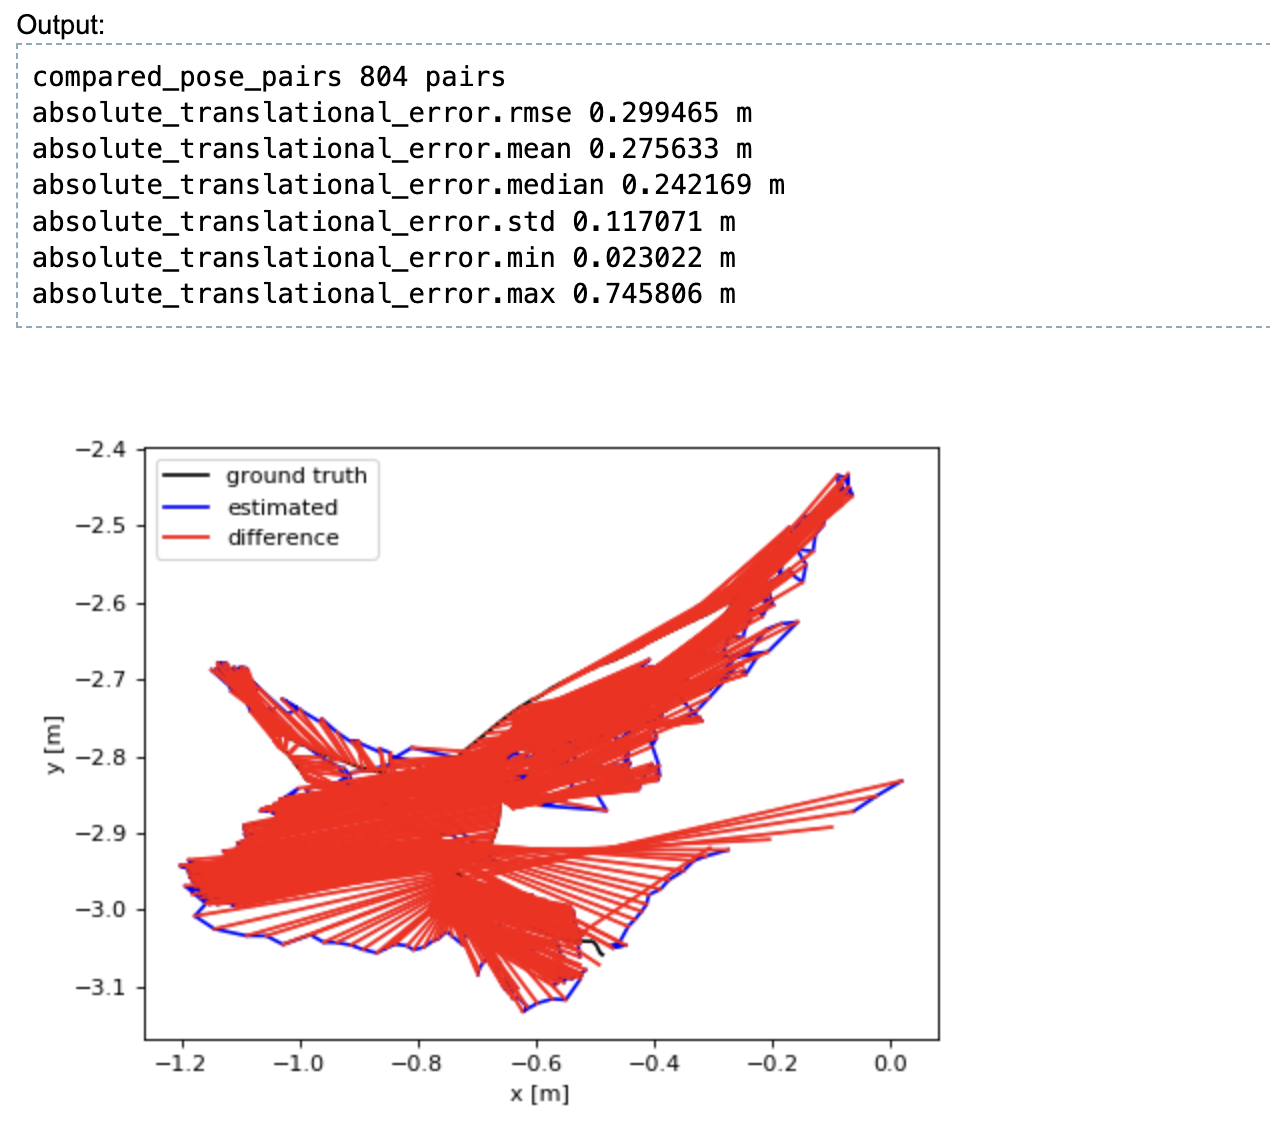 Output:
compared_pose_pairs 804 pairs
absolute_translational_error.rmse 0.299465 m
absolute_translational_error.mean 0.275633 m
absolute_translational_error.median 0.242169 m
absolute_translational_error.std 0.117071 m
absolute_translational_error.min 0.023022 m
absolute_translational_error.max 0.745806 m
ground truth
estimated
difference
−2.4
−2.5
−2.6
−2.7
−2.8
−2.9
−3.0
−3.1
y [m]
−1.2 −1.0 −0.8 −0.6 −0.4 −0.2 0.0
x [m]